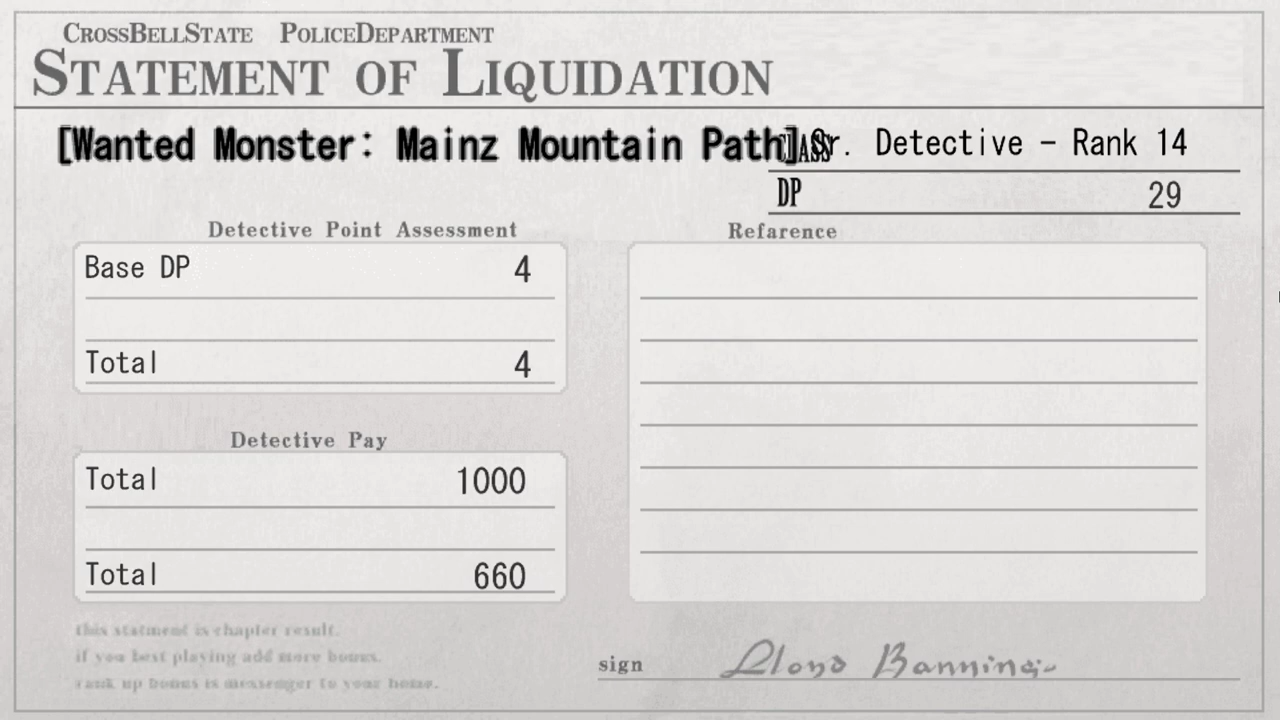 CROSSBELLSTATE POLICEDEPARTMENT
STATEMENT OF LIQUIDATION
[Wanted Monster: Mainz Mountain Path]
CLASS Sr. Detective - Rank 14
DP 29
Detective Point Assessment
Base DP 4
Total 4
Refarence
Detective Pay
Total 1000
Total 660
this statment is chapter result.
if you best playing add more bonus.
rank up bonus is messenger to your home.
sign Lloyd Banning